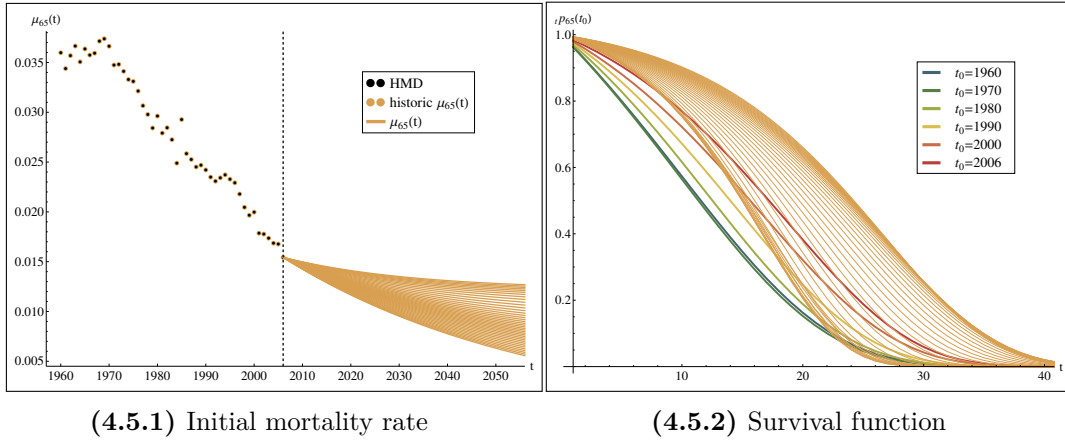 μ₆₅(t)
0.035
0.030
0.025
0.020
0.015
0.010
0.005
1960 1970 1980 1990 2000 2010 2020 2030 2040 2050
t
HMD
historic μ₆₅(t)
μ₆₅(t)
(4.5.1) Initial mortality rate
ₜp₆₅(t₀)
1.0
0.8
0.6
0.4
0.2
10 20 30 40
t
t₀=1960
t₀=1970
t₀=1980
t₀=1990
t₀=2000
t₀=2006
(4.5.2) Survival function